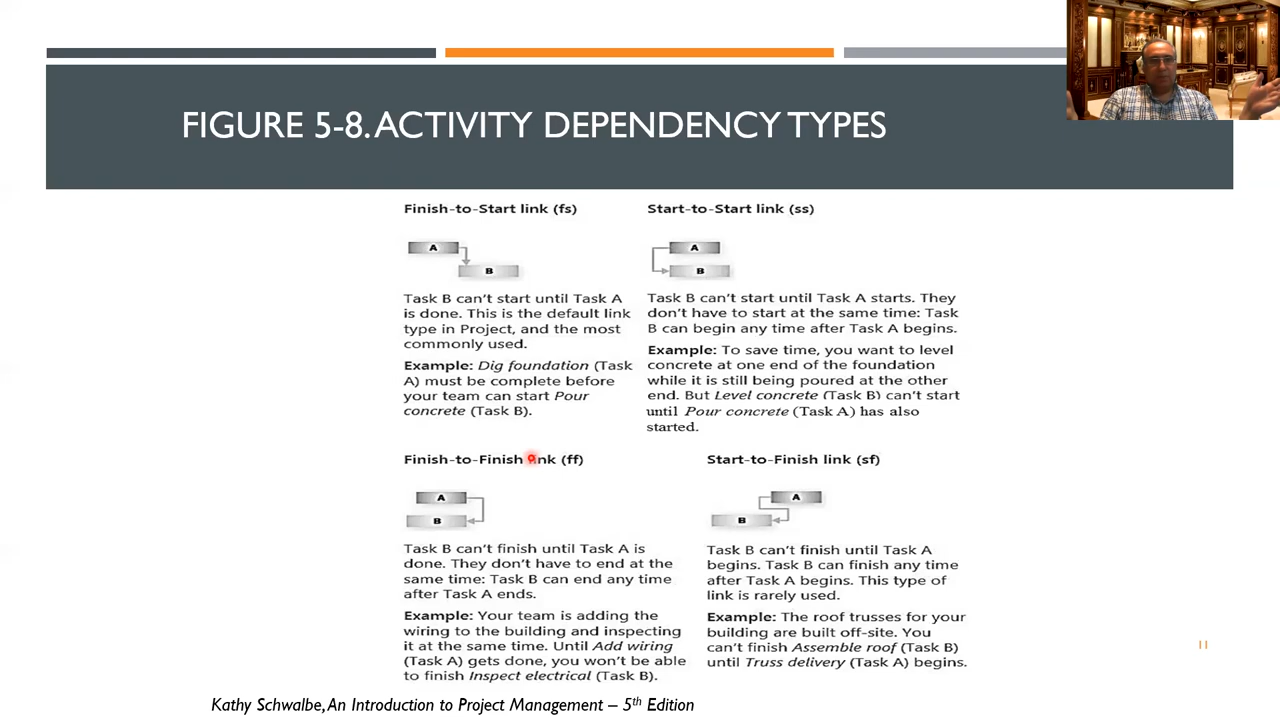 FIGURE 5-8. ACTIVITY DEPENDENCY TYPES
Finish-to-Start link (fs)
A
B
Task B can't start until Task A
is done. This is the default link
type in Project, and the most
commonly used.
Example: Dig foundation (Task
A) must be complete before
your team can start Pour
concrete (Task B).
Start-to-Start link (ss)
A
B
Task B can't start until Task A starts. They
don't have to start at the same time: Task
B can begin any time after Task A begins.
Example: To save time, you want to level
concrete at one end of the foundation
while it is still being poured at the other
end. But Level concrete (Task B) can't start
until Pour concrete (Task A) has also
started.
Finish-to-Finish link (ff)
A
B
Task B can't finish until Task A is
done. They don't have to end at the
same time: Task B can end any time
after Task A ends.
Example: Your team is adding the
wiring to the building and inspecting
it at the same time. Until Add wiring
(Task A) gets done, you won't be able
to finish Inspect electrical (Task B).
Start-to-Finish link (sf)
A
B
Task B can't finish until Task A
begins. Task B can finish any time
after Task A begins. This type of
link is rarely used.
Example: The roof trusses for your
building are built off-site. You
can't finish Assemble roof (Task B)
until Truss delivery (Task A) begins.
11
Kathy Schwalbe, An Introduction to Project Management – 5th Edition